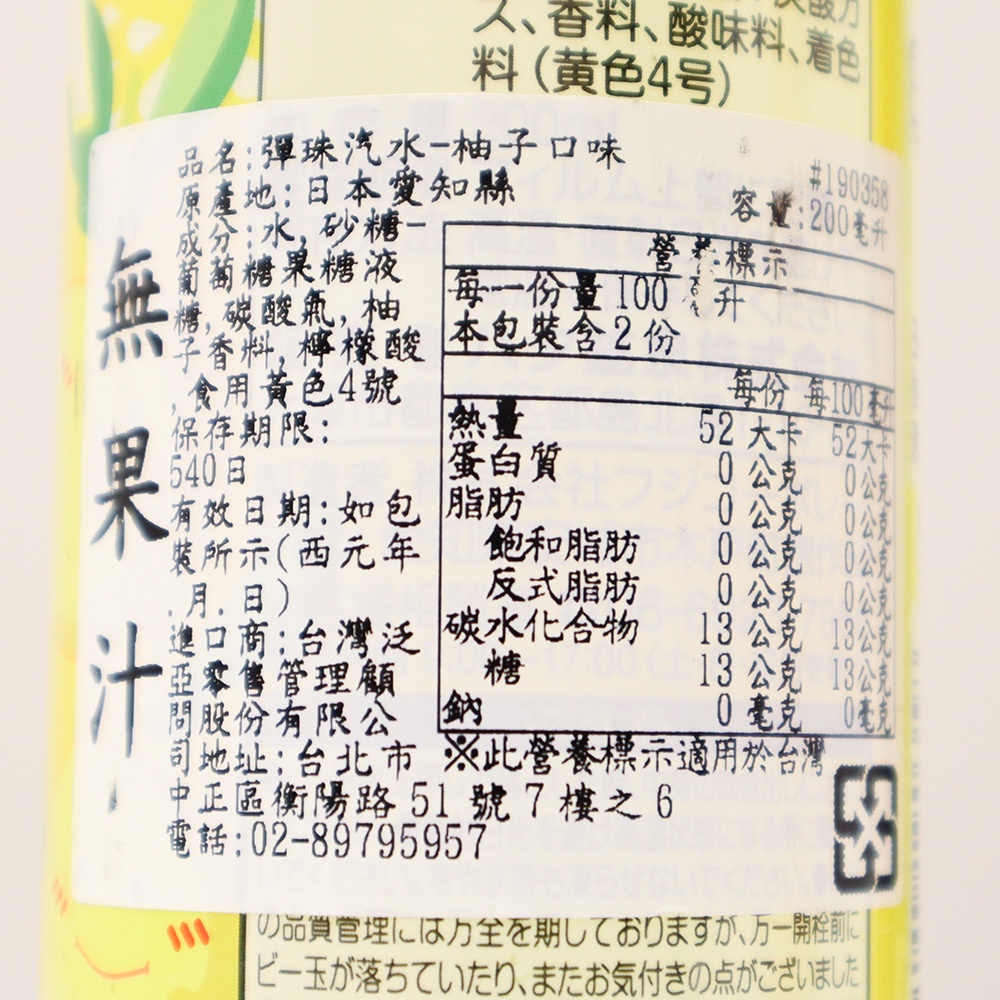 ス、香料、酸味料、着色
料(黄色4号)
#190358
品名:彈珠汽水-柚子口味
容量:200毫升
原產地:日本愛知縣
成分:水,砂糖-
葡萄糖果糖液
糖,碳酸氣,柚
子香料,檸檬酸
,食用黃色4號
保存期限:
540日
有效日期:如包
裝所示(西元年
.月.日)
進口商:台灣泛
亞零售管理顧
問股份有限公
司地址:台北市
中正區衡陽路51號7樓之6
電話:02-89795957
無果汁
營養標示
每一份量100毫升
本包裝含2份
每份 每100毫升
熱量 52大卡 52大卡
蛋白質 0公克 0公克
脂肪 0公克 0公克
飽和脂肪 0公克 0公克
反式脂肪 0公克 0公克
碳水化合物 13公克 13公克
糖 13公克 13公克
鈉 0毫克 0毫克
※此營養標示適用於台灣
の品質管理には万全を期しておりますが、万一開栓前に
ビー玉が落ちていたり、またお気付きの点がございました